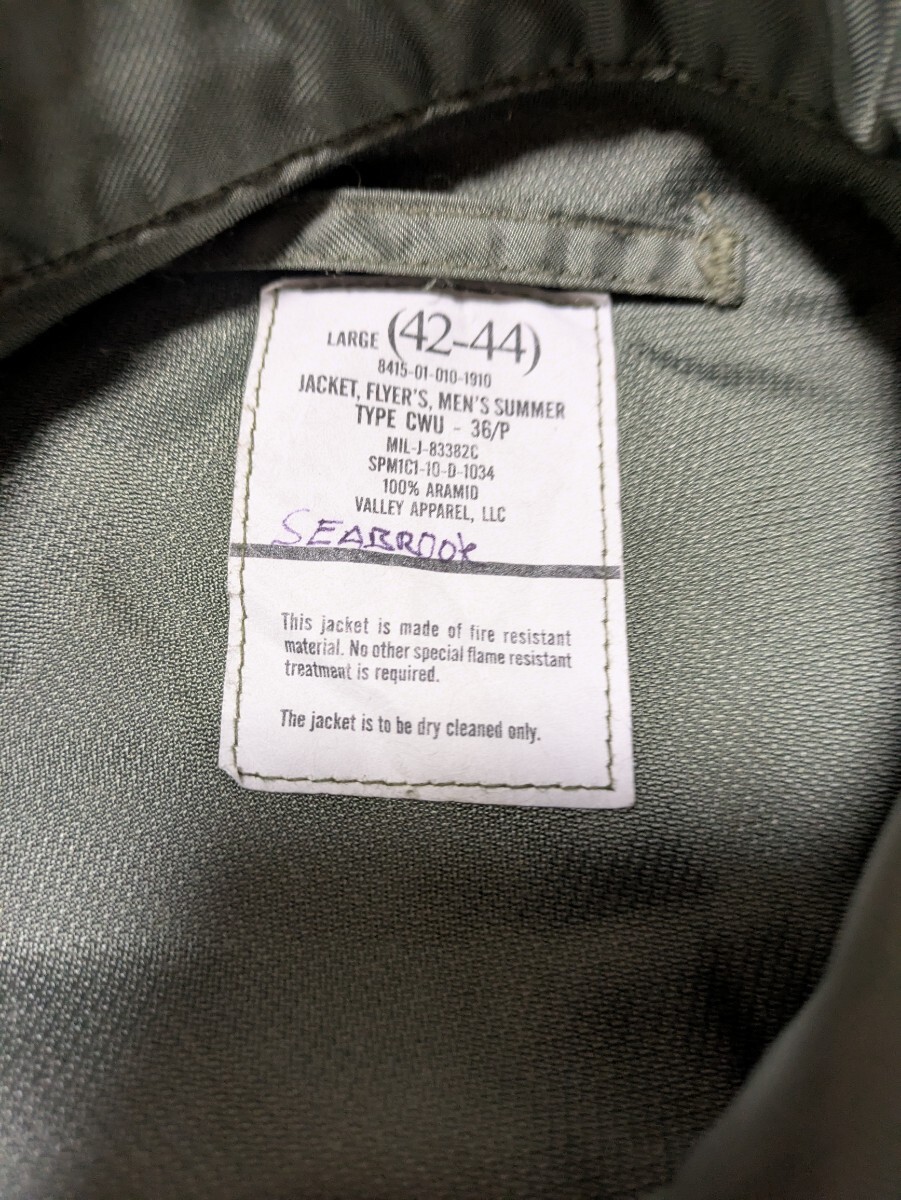 LARGE (42-44)
8415-01-010-1910
JACKET, FLYER'S, MEN'S SUMMER
TYPE CWU - 36/P
MIL-J-83382C
SPM1C1-10-D-1034
100% ARAMID
VALLEY APPAREL, LLC
SEABROOK
This jacket is made of fire resistant
material. No other special flame resistant
treatment is required.
The jacket is to be dry cleaned only.